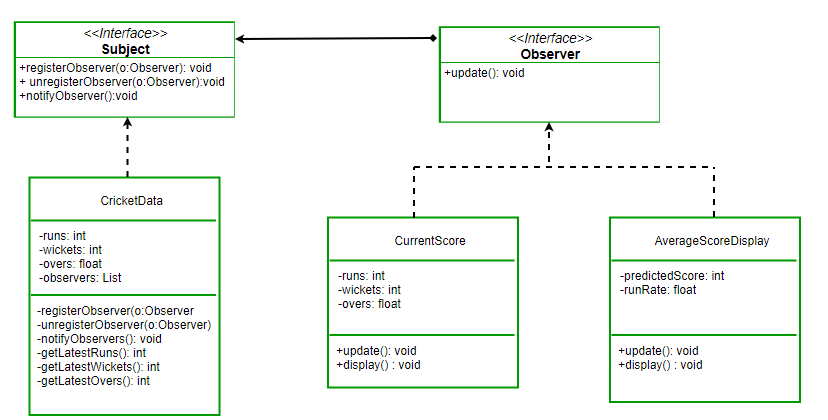 <<Interface>>
Subject
+registerObserver(o:Observer): void
+ unregisterObserver(o:Observer):void
+notifyObserver():void
<<Interface>>
Observer
+update(): void
CricketData
-runs: int
-wickets: int
-overs: float
-observers: List
-registerObserver(o:Observer
-unregisterObserver(o:Observer)
-notifyObservers(): void
-getLatestRuns(): int
-getLatestWickets(): int
-getLatestOvers(): int
CurrentScore
-runs: int
-wickets: int
-overs: float
+update(): void
+display() : void
AverageScoreDisplay
-predictedScore: int
-runRate: float
+update(): void
+display() : void